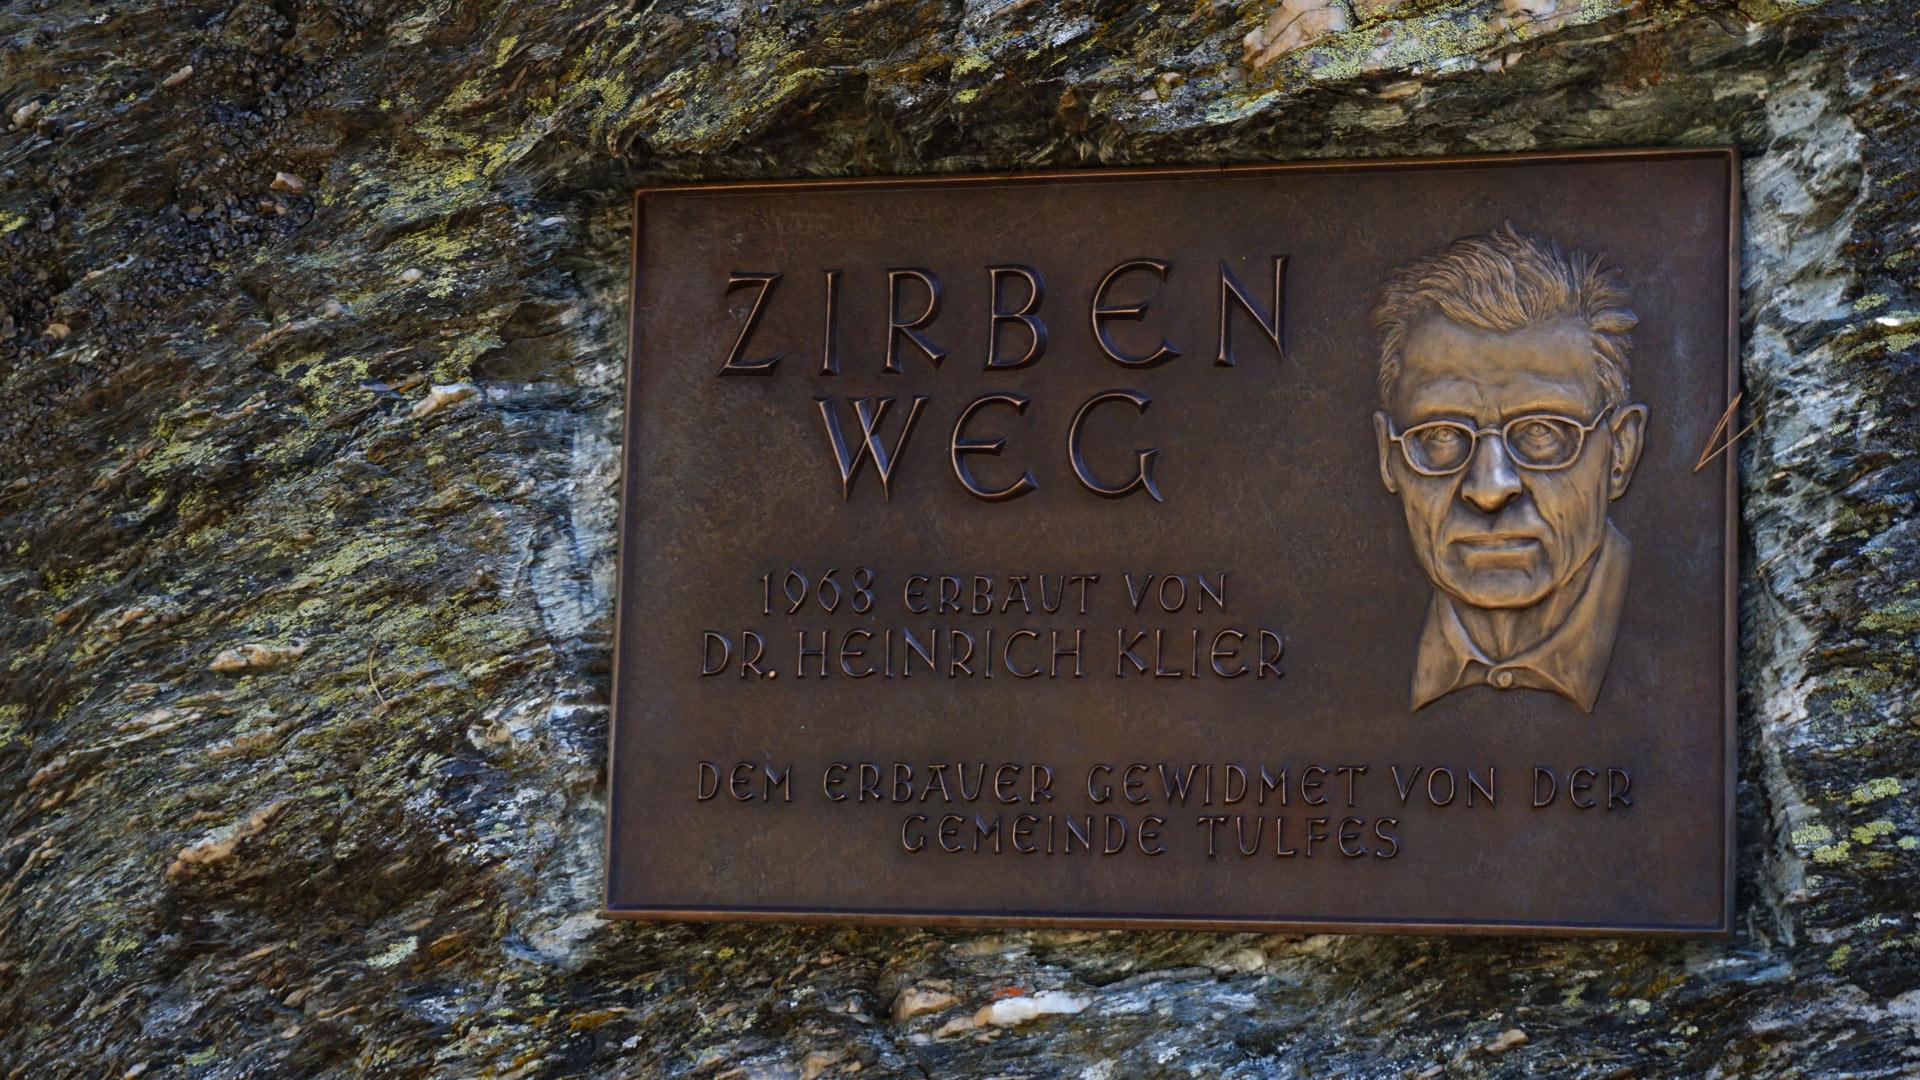 ZIRBEN
WEG
1968 ERBAUT VON
DR. HEINRICH KLIER
DEM ERBAUER GEWIDMET VON DER
GEMEINDE TULFES